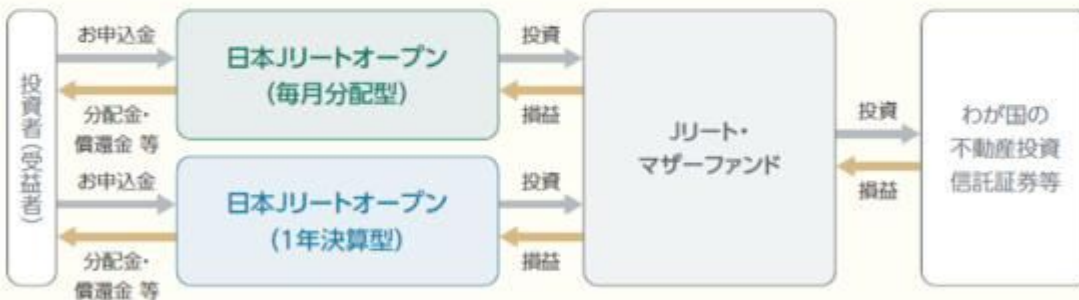 投資者(受益者)
お申込金
分配金・
償還金 等
日本Jリートオープン
(毎月分配型)
投資
損益
お申込金
分配金・
償還金 等
日本Jリートオープン
(1年決算型)
投資
損益
Jリート・
マザーファンド
投資
損益
わが国の
不動産投資
信託証券等